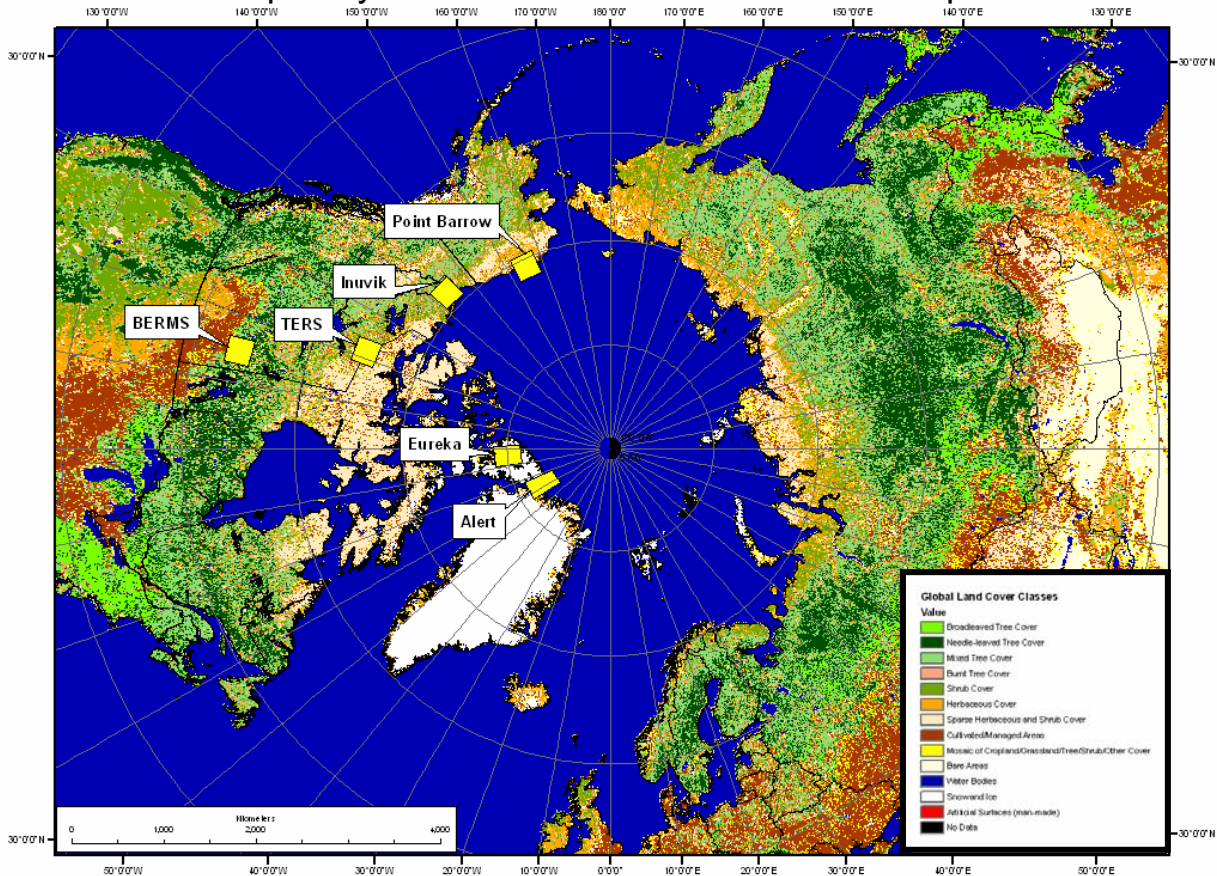 130°0'0"W 140°0'0"W 150°0'0"W 160°0'0"W 170°0'0"W 180°0'0" 170°0'0"E 160°0'0"E 150°0'0"E 140°0'0"E 130°0'0"E
30°0'0"N 30°0'0"N
Point Barrow
Inuvik
BERMS
TERS
Eureka
Alert
Global Land Cover Classes
Value
Broadleaved Tree Cover
Needle-leaved Tree Cover
Mixed Tree Cover
Burnt Tree Cover
Shrub Cover
Herbaceous Cover
Sparse Herbaceous and Shrub Cover
Cultivated/Managed Areas
Mosaic of Cropland/Grassland/Tree/Shrub/Other Cover
Bare Areas
Water Bodies
Snow and Ice
Artificial Surfaces (man-made)
No Data
Kilometers
0 1,000 2,000 4,000
30°0'0"N 30°0'0"N
50°0'0"W 40°0'0"W 30°0'0"W 20°0'0"W 10°0'0"W 0°0'0" 10°0'0"E 20°0'0"E 30°0'0"E 40°0'0"E 50°0'0"E